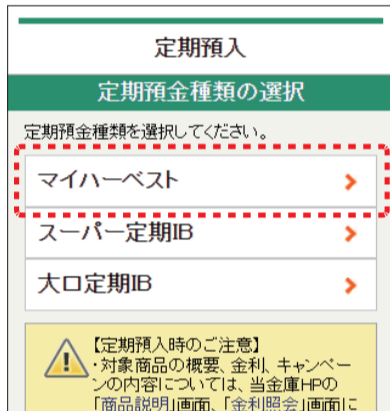 定期預入
定期預金種類の選択
定期預金種類を選択してください。
マイハーベスト
スーパー定期IB
大口定期IB
【定期預入時のご注意】
・対象商品の概要、金利、キャンペー
ンの内容については、当金庫HPの
「商品説明」画面、「金利照会」画面に